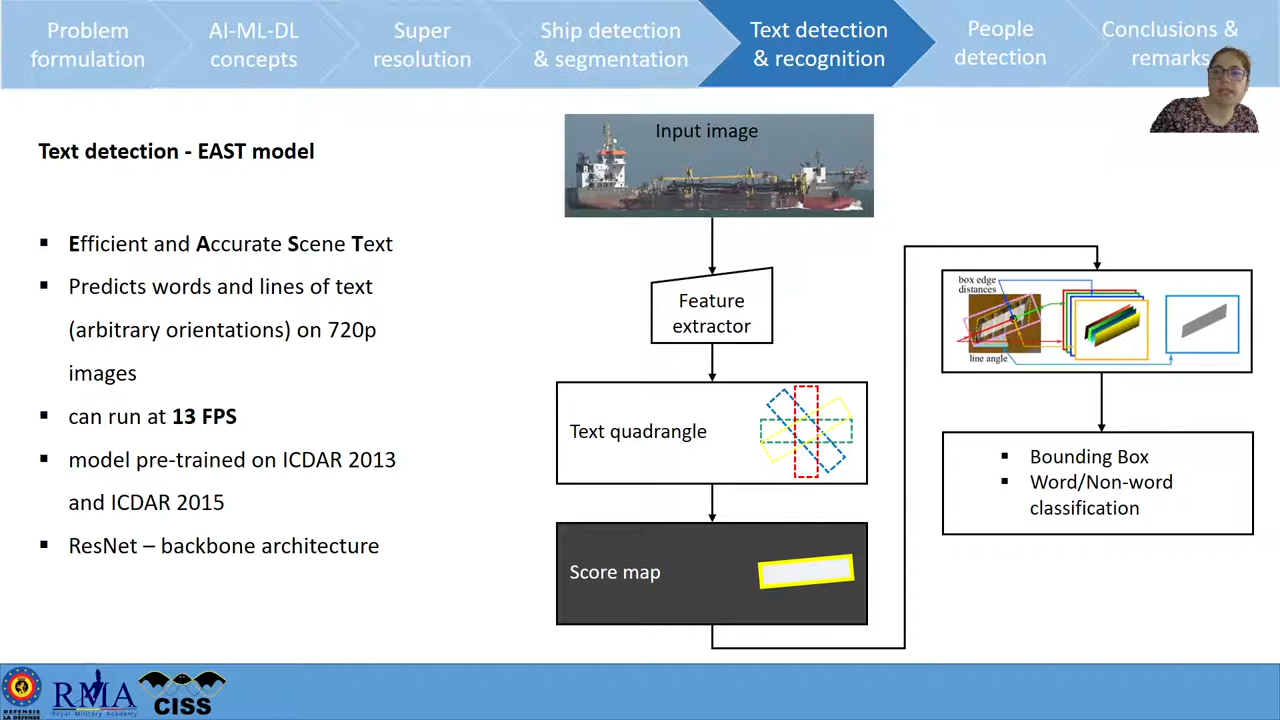 Problem
formulation
AI-ML-DL
concepts
Super
resolution
Ship detection
& segmentation
Text detection
& recognition
People
detection
Conclusions &
remarks
Text detection - EAST model
▪ Efficient and Accurate Scene Text
▪ Predicts words and lines of text
(arbitrary orientations) on 720p
images
▪ can run at 13 FPS
▪ model pre-trained on ICDAR 2013
and ICDAR 2015
▪ ResNet – backbone architecture
Input image
Feature
extractor
Text quadrangle
Score map
box edge
distances
line angle
▪ Bounding Box
▪ Word/Non-word
classification
DEFENSIE
LA DÉFENSE
RMA
Royal Military Academy
CISS